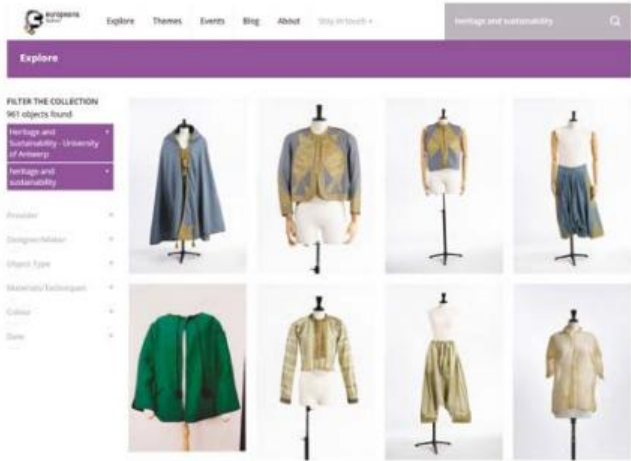 europeana
Explore Themes Events Blog About Stay in touch
heritage and sustainability
Explore
FILTER THE COLLECTION
961 objects found
Heritage and
Sustainability - University
of Antwerp
heritage and
sustainability
Provider
Designer/Maker
Object Type
Materials/Techniques
Colour
Date